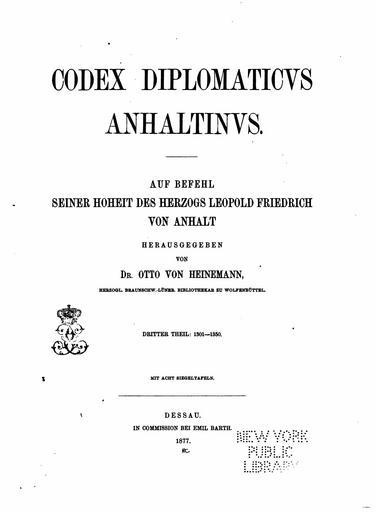 CODEX DIPLOMATICVS
ANHALTINVS.
AUF BEFEHL
SEINER HOHEIT DES HERZOGS LEOPOLD FRIEDRICH
VON ANHALT
HERAUSGEGEBEN
VON
DR. OTTO VON HEINEMANN,
HERZOGL. BRAUNSCHW.-LÜNEB. BIBLIOTHEKAR ZU WOLFENBÜTTEL.
DRITTER THEIL: 1301—1350.
MIT ACHT SIEGELTAFELN.
DESSAU.
IN COMMISSION BEI EMIL BARTH.
1877.
NEW YORK
PUBLIC
LIBRARY